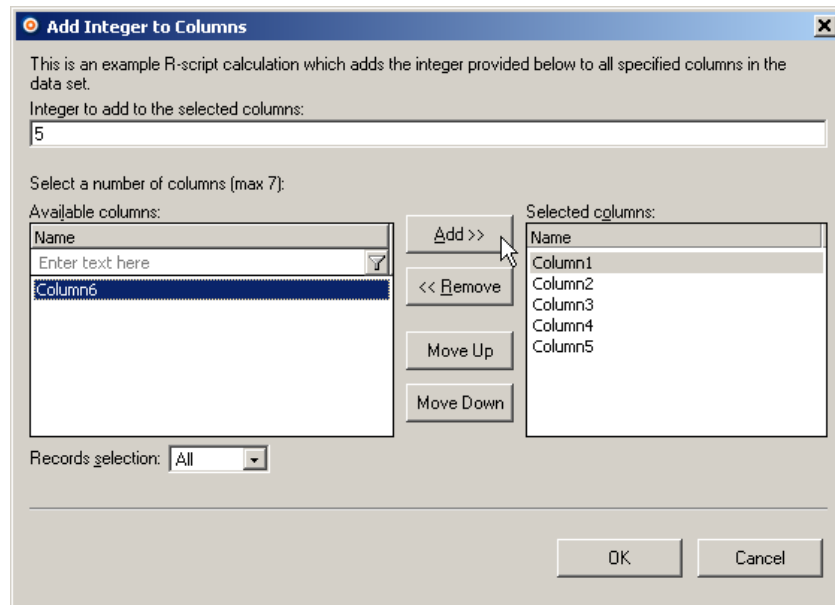 Add Integer to Columns
This is an example R-script calculation which adds the integer provided below to all specified columns in the
data set.
Integer to add to the selected columns:
5
Select a number of columns (max 7):
Available columns:
Name
Enter text here
Column6
Add >>
<< Remove
Move Up
Move Down
Selected columns:
Name
Column1
Column2
Column3
Column4
Column5
Records selection: All
OK Cancel